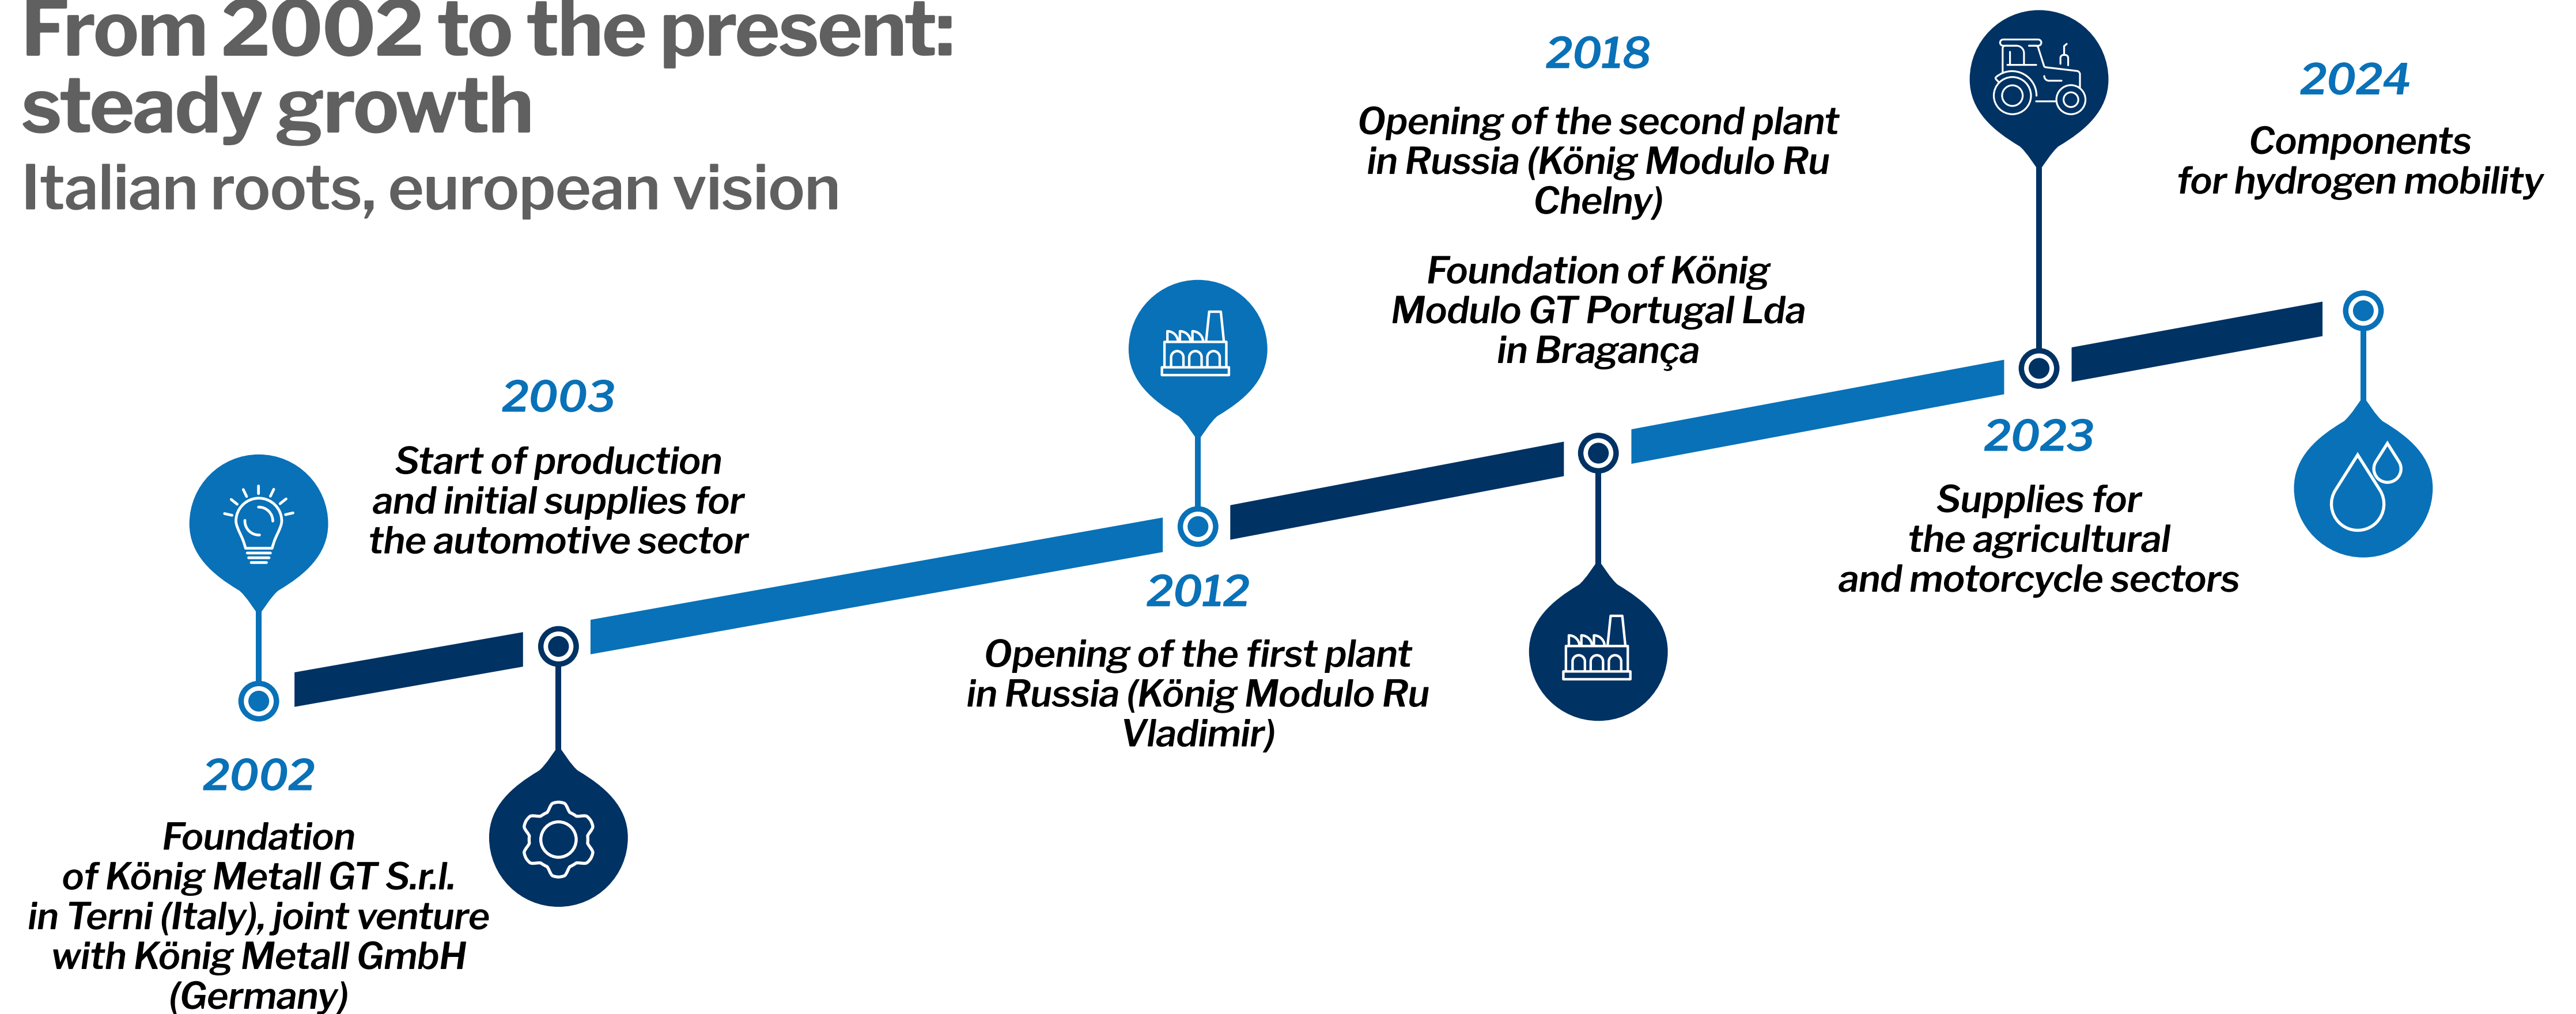 From 2002 to the present:
steady growth
Italian roots, european vision
2002
Foundation
of König Metall GT S.r.l.
in Terni (Italy), joint venture
with König Metall GmbH
(Germany)
2003
Start of production
and initial supplies for
the automotive sector
2012
Opening of the first plant
in Russia (König Modulo Ru
Vladimir)
2018
Opening of the second plant
in Russia (König Modulo Ru
Chelny)
Foundation of König
Modulo GT Portugal Lda
in Bragança
2023
Supplies for
the agricultural
and motorcycle sectors
2024
Components
for hydrogen mobility